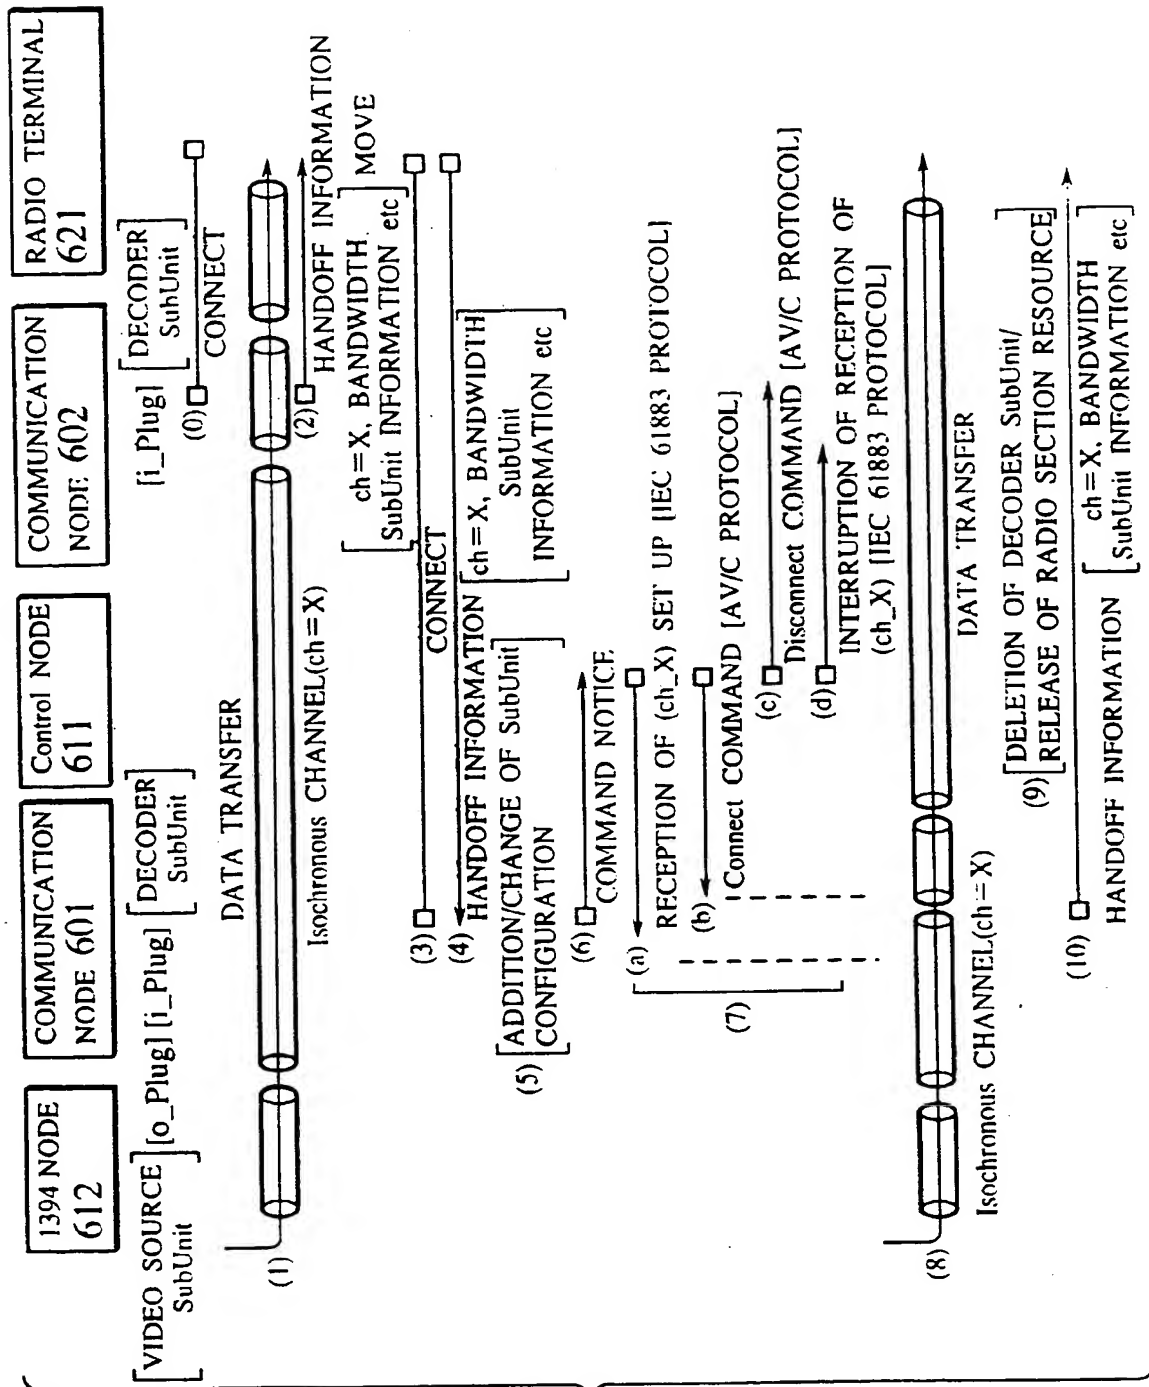 1394 NODE
612
COMMUNICATION
NODE 601
Control NODE
611
COMMUNICATION
NODE 602
RADIO TERMINAL
621
[VIDEO SOURCE
SubUnit]
[o_Plug] [i_Plug]
[DECODER
SubUnit]
[i_Plug]
[DECODER
SubUnit]
(0)
CONNECT
(1)
DATA TRANSFER
Isochronous CHANNEL(ch=X)
(2)
HANDOFF INFORMATION
[ch=X, BANDWIDTH
SubUnit INFORMATION etc]
MOVE
(3)
CONNECT
(4)
HANDOFF INFORMATION
[ch=X, BANDWIDTH
SubUnit
INFORMATION etc]
(5)
[ADDITION/CHANGE OF SubUnit
CONFIGURATION]
(6)
COMMAND NOTICE
(7)
(a)
RECEPTION OF (ch_X) SET UP [IEC 61883 PROTOCOL]
(b)
Connect COMMAND [AV/C PROTOCOL]
(c)
Disconnect COMMAND [AV/C PROTOCOL]
(d)
INTERRUPTION OF RECEPTION OF
(ch_X) [IEC 61883 PROTOCOL]
(8)
DATA TRANSFER
Isochronous CHANNEL(ch=X)
(9)
[DELETION OF DECODER SubUnit/
RELEASE OF RADIO SECTION RESOURCE]
(10)
HANDOFF INFORMATION
[ch=X, BANDWIDTH
SubUnit INFORMATION etc]